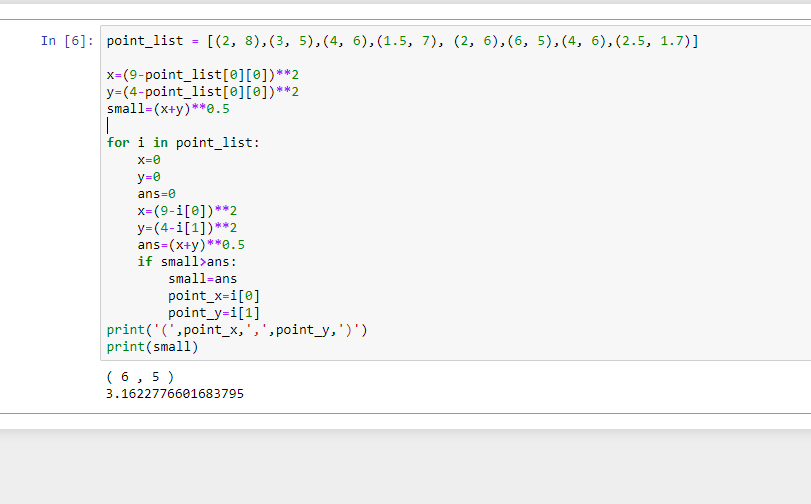 In [6]: point_list = [(2, 8),(3, 5),(4, 6),(1.5, 7), (2, 6),(6, 5),(4, 6),(2.5, 1.7)]
x=(9-point_list[0][0])**2
y=(4-point_list[0][0])**2
small=(x+y)**0.5
for i in point_list:
    x=0
    y=0
    ans=0
    x=(9-i[0])**2
    y=(4-i[1])**2
    ans=(x+y)**0.5
    if small>ans:
        small=ans
        point_x=i[0]
        point_y=i[1]
print('(',point_x,',',point_y,')')
print(small)
( 6 , 5 )
3.1622776601683795